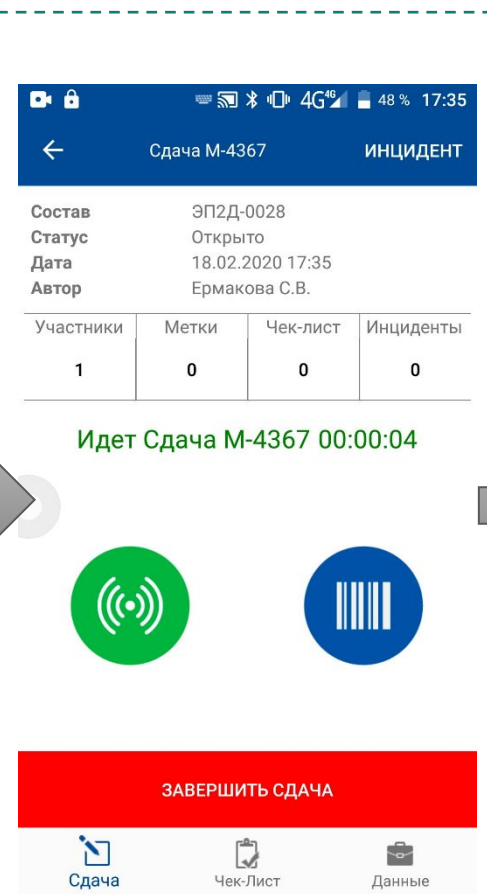 4G 4G 48 % 17:35
Сдача М-4367 ИНЦИДЕНТ
Состав ЭП2Д-0028
Статус Открыто
Дата 18.02.2020 17:35
Автор Ермакова С.В.
Участники Метки Чек-лист Инциденты
1 0 0 0
Идет Сдача М-4367 00:00:04
ЗАВЕРШИТЬ СДАЧА
Сдача Чек-Лист Данные